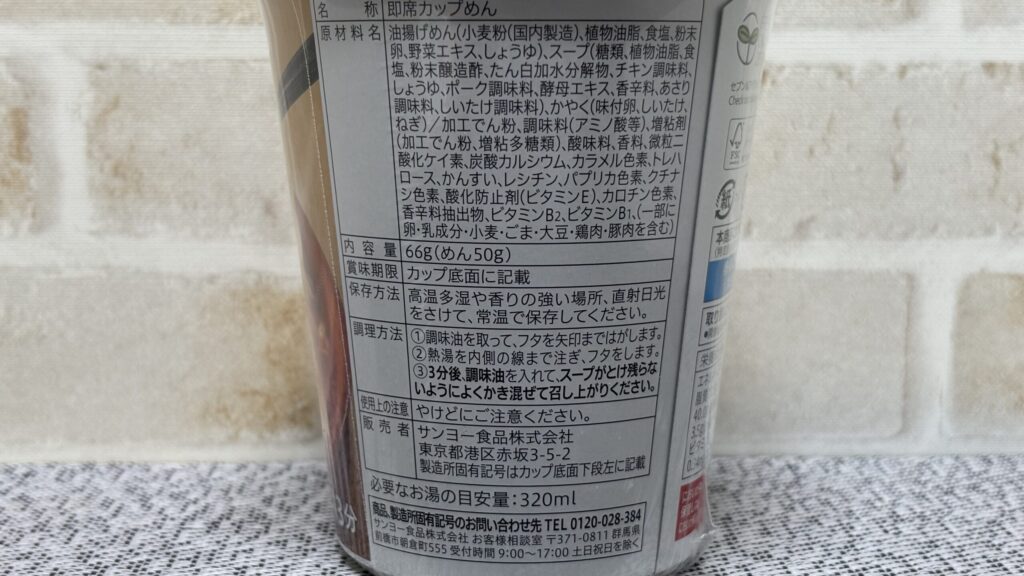 名称 即席カップめん
原材料名 油揚げめん(小麦粉(国内製造)、植物油脂、食塩、粉末
卵、野菜エキス、しょうゆ)、スープ(糖類、植物油脂、食
塩、粉末醸造酢、たん白加水分解物、チキン調味料、
しょうゆ、ポーク調味料、酵母エキス、香辛料、あさり
調味料、しいたけ調味料)、かやく(味付卵、しいたけ、
ねぎ)/加工でん粉、調味料(アミノ酸等)、増粘剤
(加工でん粉、増粘多糖類)、酸味料、香料、微粒二
酸化ケイ素、炭酸カルシウム、カラメル色素、トレハ
ロース、かんすい、レシチン、パプリカ色素、クチナ
シ色素、酸化防止剤(ビタミンE)、カロチン色素、
香辛料抽出物、ビタミンB2、ビタミンB1、(一部に
卵・乳成分・小麦・ごま・大豆・鶏肉・豚肉を含む)
内容量 66g(めん50g)
賞味期限 カップ底面に記載
保存方法 高温多湿や香りの強い場所、直射日光
をさけて、常温で保存してください。
調理方法 ①調味油を取って、フタを矢印まではがします。
②熱湯を内側の線まで注ぎ、フタをします。
③3分後、調味油を入れて、スープがとけ残らな
いようによくかき混ぜて召し上がりください。
使用上の注意 やけどにご注意ください。
販売者 サンヨー食品株式会社
東京都港区赤坂3-5-2
製造所固有記号はカップ底面下段左に記載
必要なお湯の目安量:320ml
商品、製造所固有記号のお問い合わせ先 TEL 0120-028-384
サンヨー食品株式会社 お客様相談室 〒371-0811 群馬県
前橋市朝倉町555 受付時間 9:00~17:00 土日祝日を除く
3分
紙